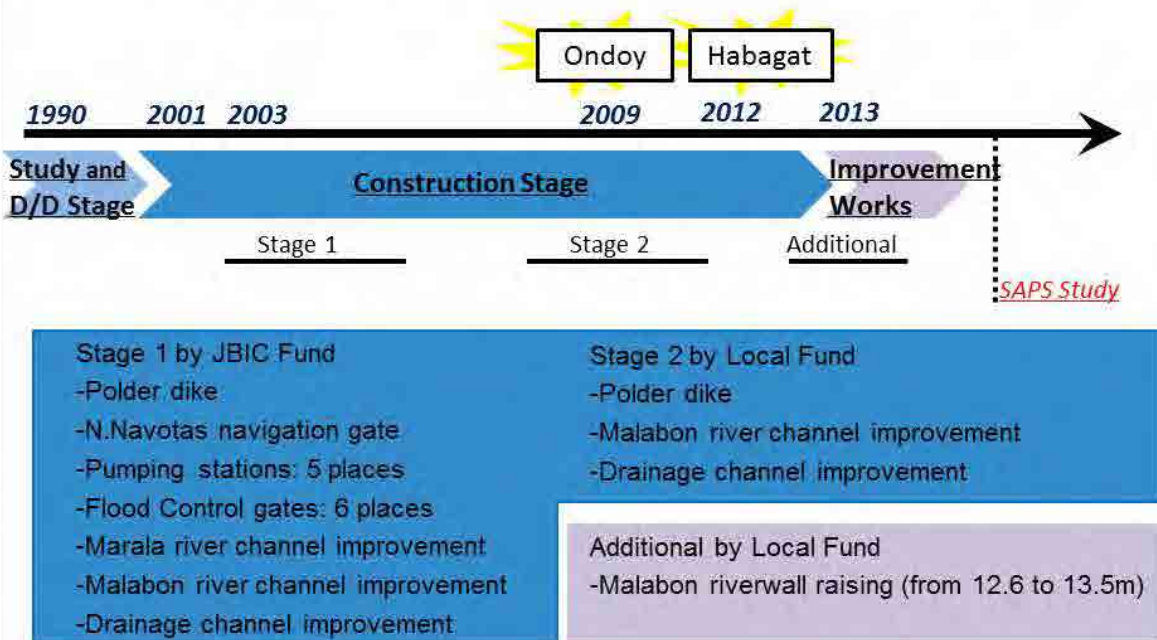 Ondoy
Habagat
1990
2001
2003
2009
2012
2013
Study and
D/D Stage
Construction Stage
Improvement
Works
Stage 1
Stage 2
Additional
SAPS Study
Stage 1 by JBIC Fund
-Polder dike
-N.Navotas navigation gate
-Pumping stations: 5 places
-Flood Control gates: 6 places
-Marala river channel improvement
-Malabon river channel improvement
-Drainage channel improvement
Stage 2 by Local Fund
-Polder dike
-Malabon river channel improvement
-Drainage channel improvement
Additional by Local Fund
-Malabon riverwall raising (from 12.6 to 13.5m)